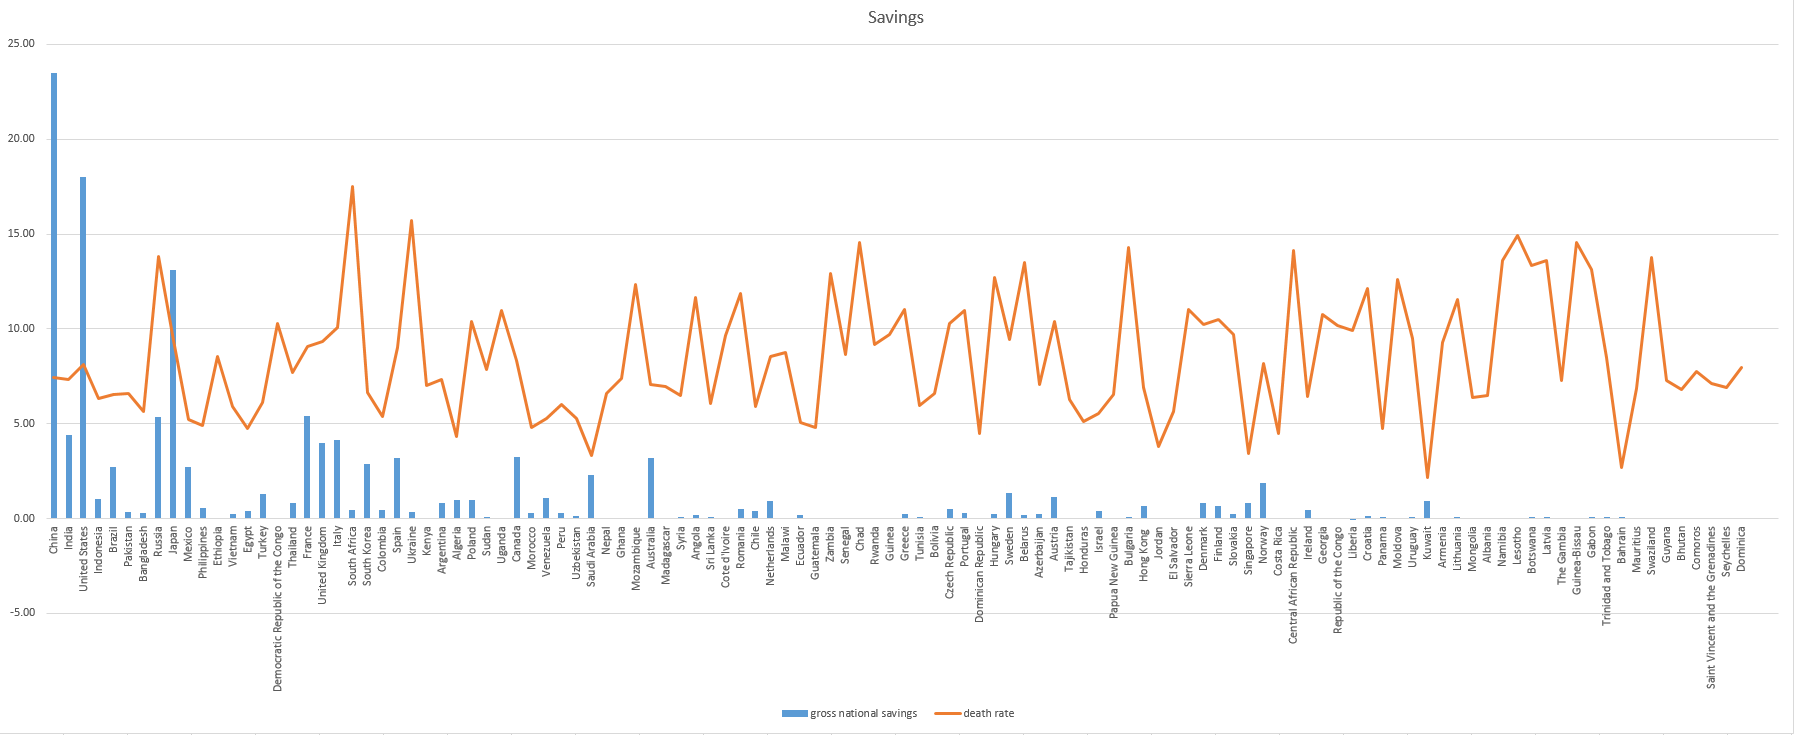 Savings
25.00
20.00
15.00
10.00
5.00
0.00
-5.00
China
India
United States
Indonesia
Brazil
Pakistan
Bangladesh
Russia
Japan
Mexico
Philippines
Ethiopia
Vietnam
Egypt
Turkey
Democratic Republic of the Congo
Thailand
France
United Kingdom
Italy
South Africa
South Korea
Colombia
Spain
Ukraine
Kenya
Argentina
Algeria
Poland
Sudan
Uganda
Canada
Morocco
Venezuela
Peru
Uzbekistan
Saudi Arabia
Nepal
Ghana
Mozambique
Australia
Madagascar
Syria
Angola
Sri Lanka
Cote d'Ivoire
Romania
Chile
Netherlands
Malawi
Ecuador
Guatemala
Zambia
Senegal
Chad
Rwanda
Guinea
Greece
Tunisia
Bolivia
Czech Republic
Portugal
Dominican Republic
Hungary
Sweden
Belarus
Azerbaijan
Austria
Tajikistan
Honduras
Israel
Papua New Guinea
Bulgaria
Hong Kong
Jordan
El Salvador
Sierra Leone
Denmark
Finland
Slovakia
Singapore
Norway
Costa Rica
Central African Republic
Ireland
Georgia
Republic of the Congo
Liberia
Croatia
Panama
Moldova
Uruguay
Kuwait
Armenia
Lithuania
Mongolia
Albania
Namibia
Lesotho
Botswana
Latvia
The Gambia
Guinea-Bissau
Gabon
Trinidad and Tobago
Bahrain
Mauritius
Swaziland
Guyana
Bhutan
Comoros
Saint Vincent and the Grenadines
Seychelles
Dominica
gross national savings
death rate